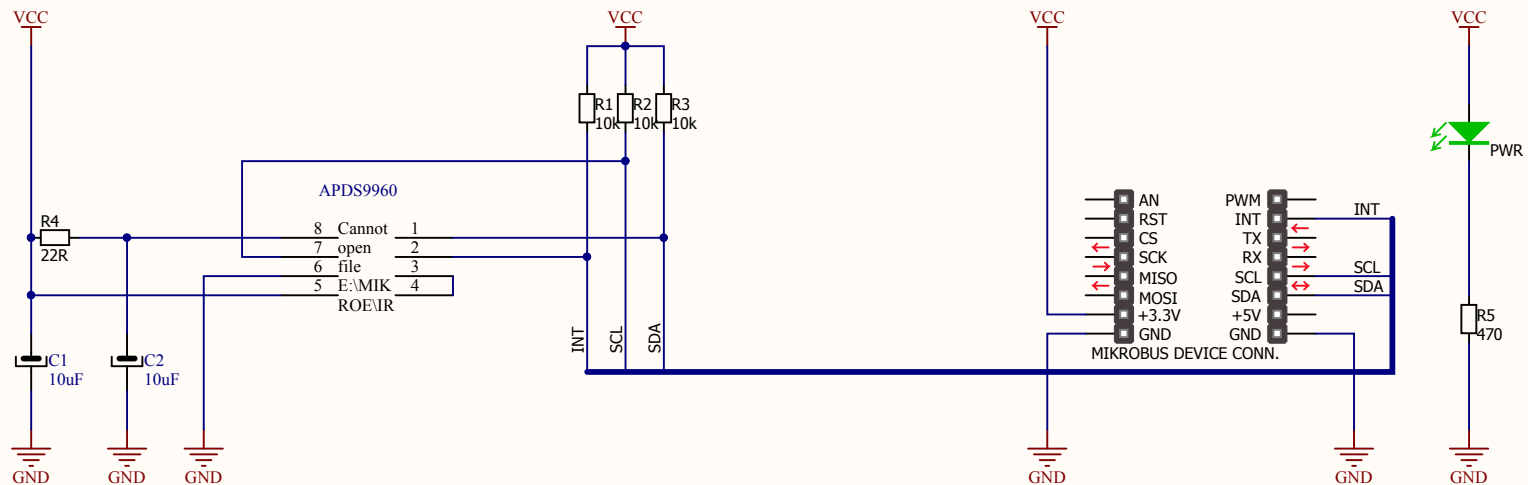 VCC
VCC
VCC
VCC
R1
10k
R2
10k
R3
10k
PWR
APDS9960
R4
22R
8 Cannot 1
7 open 2
6 file 3
5 E:\MIK 4
ROE\IR
C1
10uF
C2
10uF
INT
SCL
SDA
AN
RST
CS
SCK
MISO
MOSI
+3.3V
GND
PWM
INT
TX
RX
SCL
SDA
+5V
GND
MIKROBUS DEVICE CONN.
INT
SCL
SDA
R5
470
GND
GND
GND
GND
GND
GND